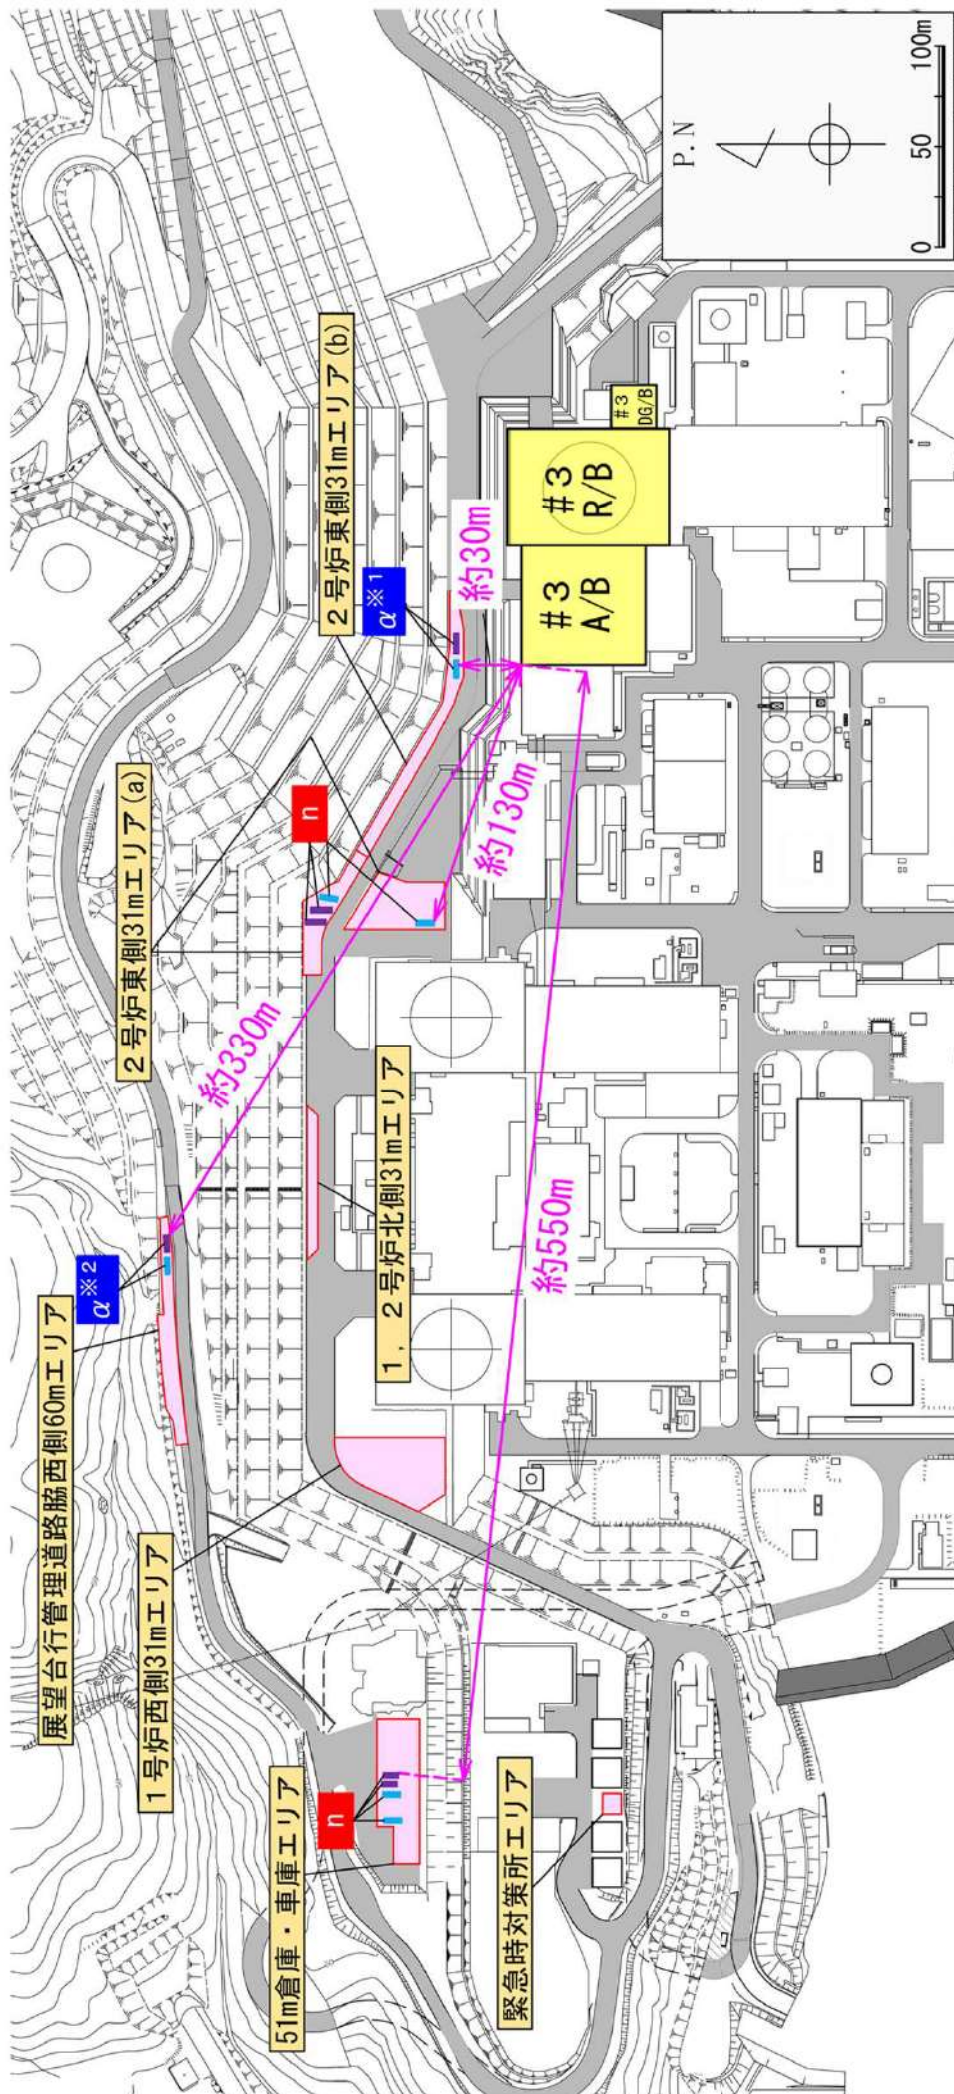 51m倉庫・車庫エリア
n
緊急時対策所エリア
1号炉西側31mエリア
展望台行管理道路脇西側60mエリア
α※2
1，2号炉北側31mエリア
2号炉東側31mエリア(a)
n
2号炉東側31mエリア(b)
α※1
約330m
約550m
約130m
約30m
#3
A/B
#3
R/B
#3
DG/B
P.N
0 50 100m